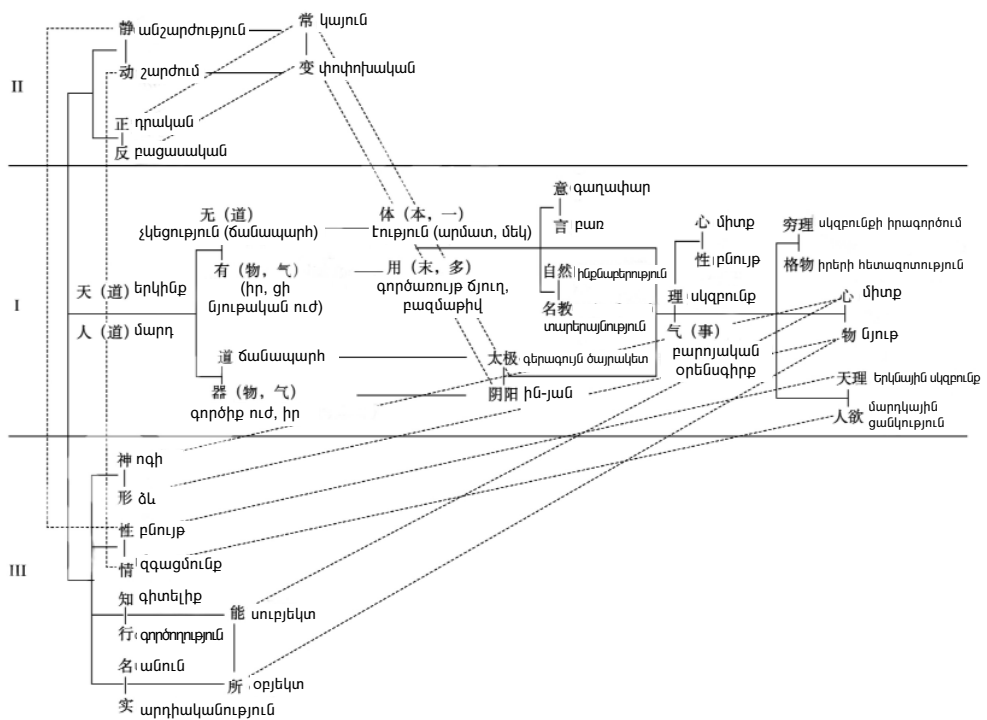 静 անշարժություն
常 կայուն
动 շարժում
变 փոփոխական
II
正 դրական
反 բացասական
意 գաղափար
无（道）
չկեցություն (ճանապարհ)
体（本，一）
էություն (արմատ, մեկ)
言 բառ
心 միտք
穷理 սկզբունքի իրագործում
性 բնույթ
格物 իրերի հետազոտություն
有（物，气）
(իր, ցի
նյութական ուժ)
用（末，多）
գործառույթ ճյուղ,
բազմաթիվ
自然 ինքնաբերություն
名教
տարերայնություն
天（道）երկինք
I
人（道）մարդ
理 սկզբունք
心 միտք
气（事）
բարոյական
օրենսգիրք
物 նյութ
道 ճանապարհ
太极 գերագույն ծայրակետ
器（物，气）
գործիք ուժ, իր
阴阳 ին-յան
天理 երկնային սկզբունք
人欲 մարդկային
ցանկություն
神 ոգի
形 ձև
性 բնույթ
III
情 զգացմունք
知 գիտելիք
能 սուբյեկտ
行 գործողություն
名 անուն
所 օբյեկտ
实 արդիականություն